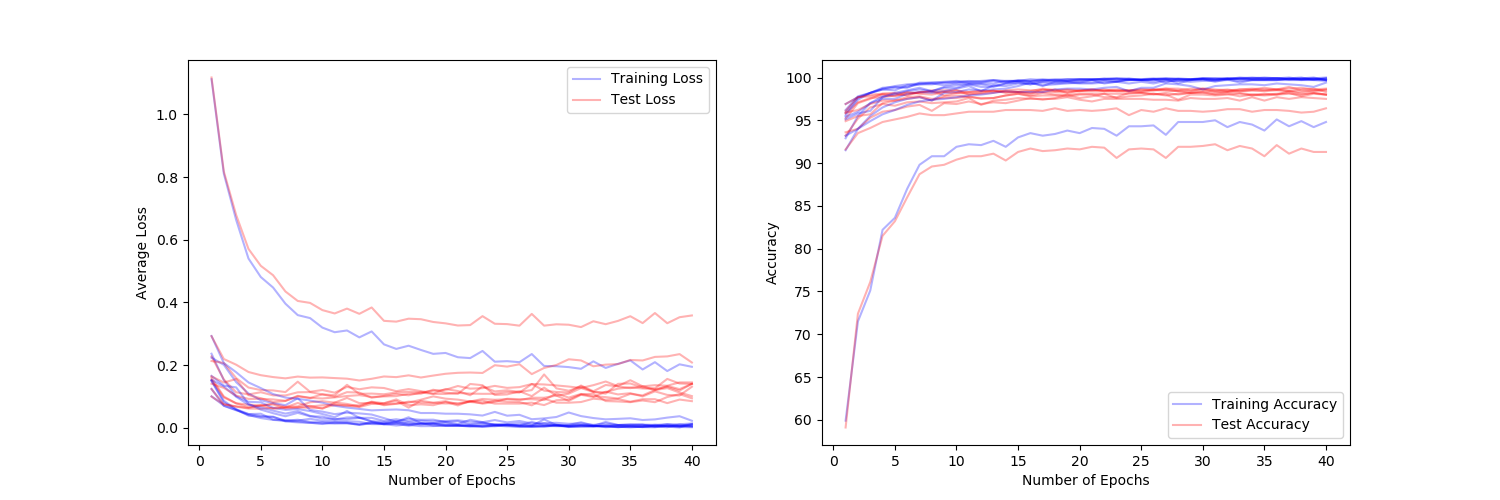 Training Loss
Test Loss
1.0
0.8
0.6
0.4
0.2
0.0
0 5 10 15 20 25 30 35 40
Number of Epochs
Average Loss
100
95
90
85
80
75
70
65
60
Training Accuracy
Test Accuracy
0 5 10 15 20 25 30 35 40
Number of Epochs
Accuracy